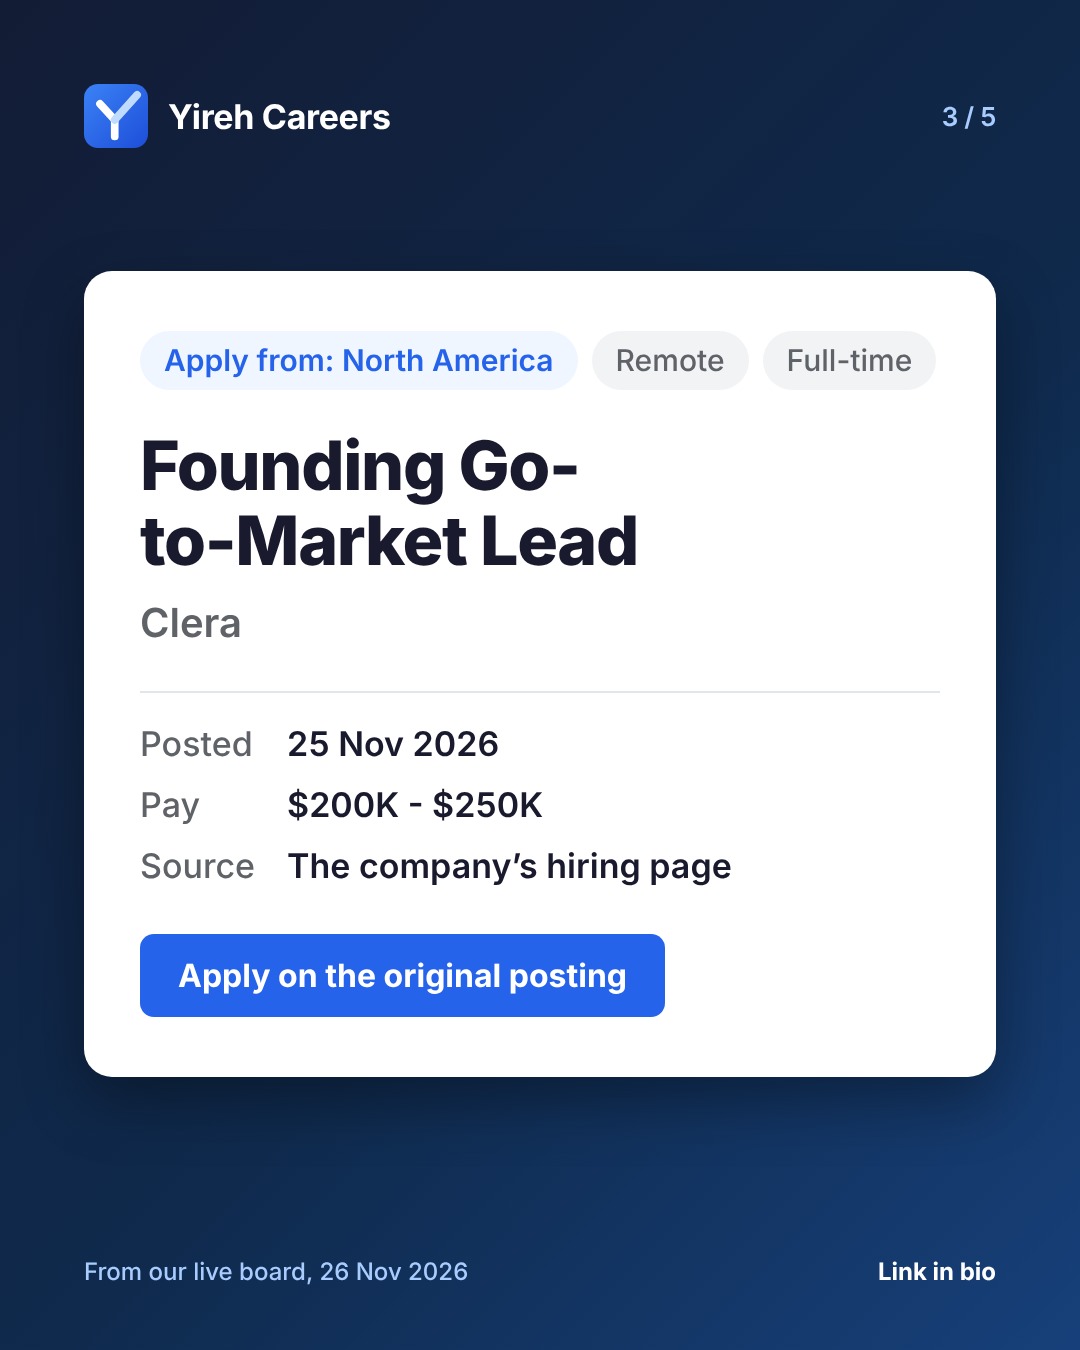 Yireh Careers
3 / 5
Apply from: North America
Remote
Full-time
Founding Go-
to-Market Lead
Clera
Posted 25 Nov 2026
Pay $200K - $250K
Source The company’s hiring page
Apply on the original posting
From our live board, 26 Nov 2026
Link in bio